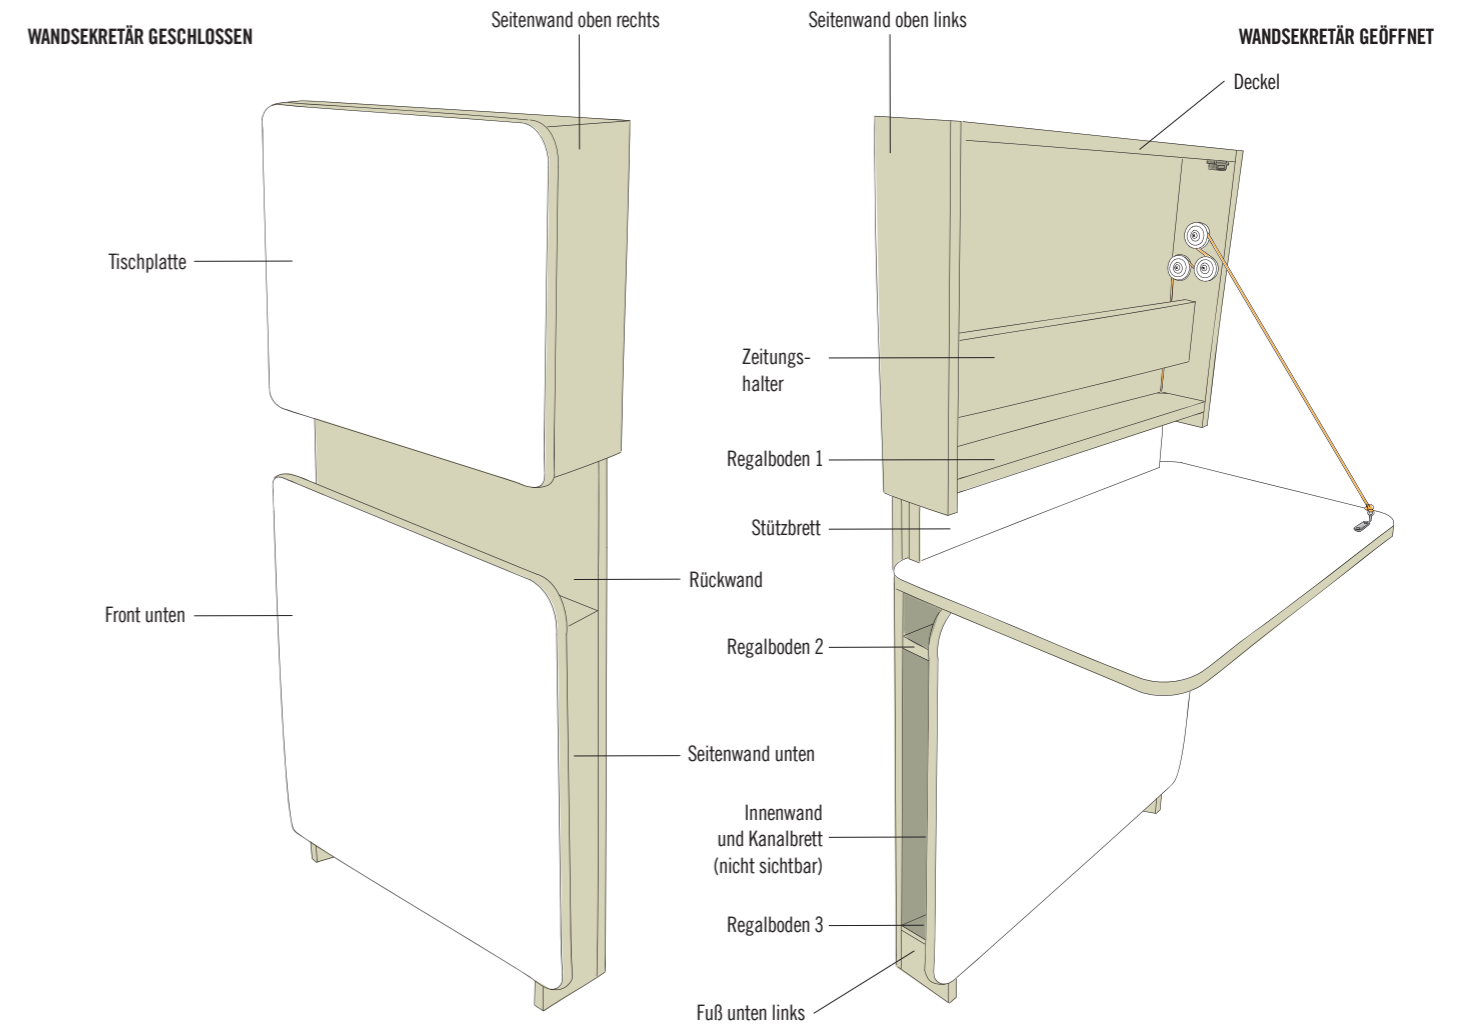 WANDSEKRETÄR GESCHLOSSEN
Seitenwand oben rechts
Seitenwand oben links
WANDSEKRETÄR GEÖFFNET
Deckel
Tischplatte
Zeitungs-
halter
Regalboden 1
Stützbrett
Rückwand
Front unten
Regalboden 2
Seitenwand unten
Innenwand
und Kanalbrett
(nicht sichtbar)
Regalboden 3
Fuß unten links